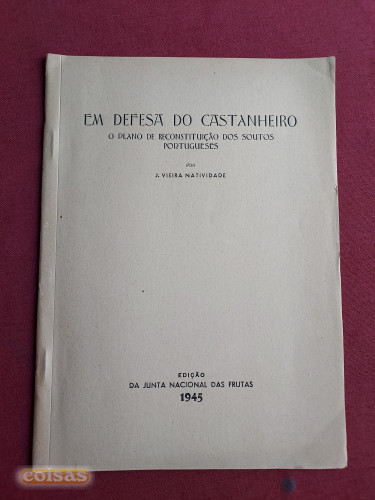 EM DEFESA DO CASTANHEIRO
O PLANO DE RECONSTITUIÇÃO DOS SOUTOS
PORTUGUESES
POR
J. VIEIRA NATIVIDADE
EDIÇÃO
DA JUNTA NACIONAL DAS FRUTAS
1945
coisas